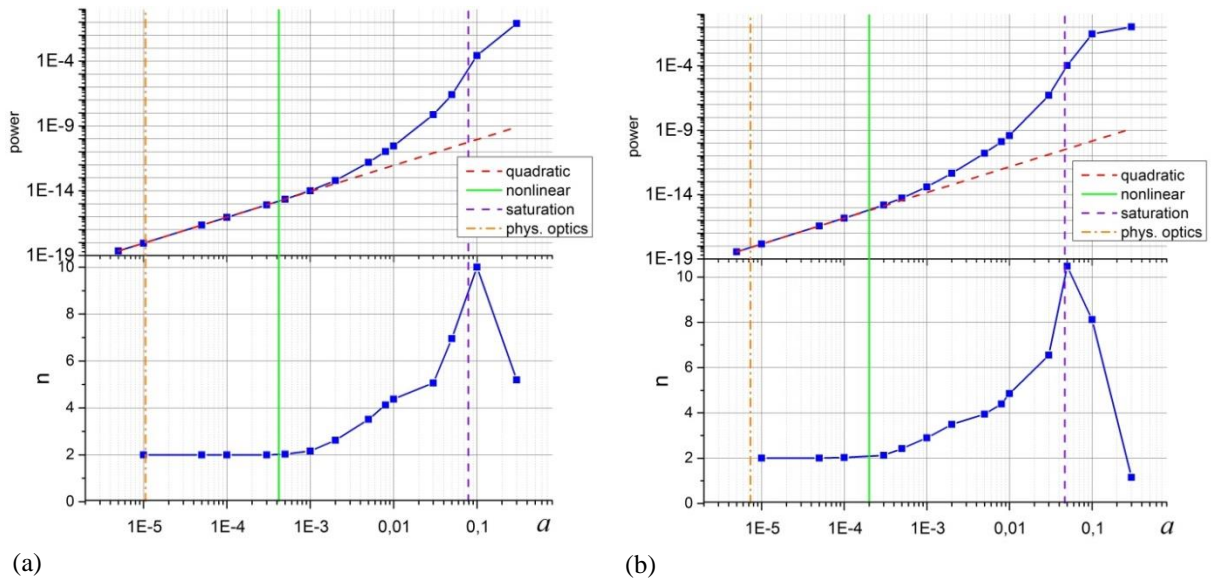 power
1E-4
1E-9
1E-14
1E-19
quadratic
nonlinear
saturation
phys. optics
n
10
8
6
4
2
0
1E-5 1E-4 1E-3 0,01 0,1 a
(a)
power
1E-4
1E-9
1E-14
1E-19
quadratic
nonlinear
saturation
phys. optics
n
10
8
6
4
2
0
1E-5 1E-4 1E-3 0,01 0,1 a
(b)